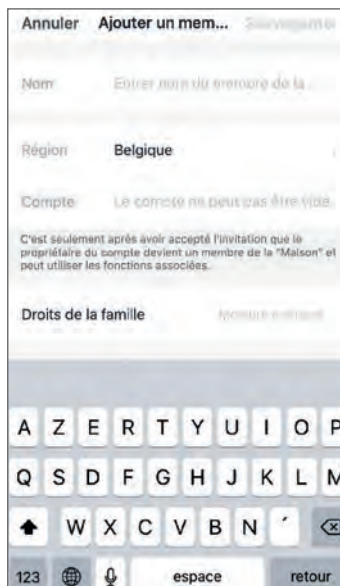 Annuler Ajouter un mem... Sauvegarder
Nom Entrer nom du membre de la ...
Région Belgique
Compte Le compte ne peut pas être vide
C'est seulement après avoir accepté l'invitation que le
propriétaire du compte devient un membre de la "Maison" et
peut utiliser les fonctions associées.
Droits de la famille
A Z E R T Y U I O P
Q S D F G H J K L M
W X C V B N ´
123 espace retour